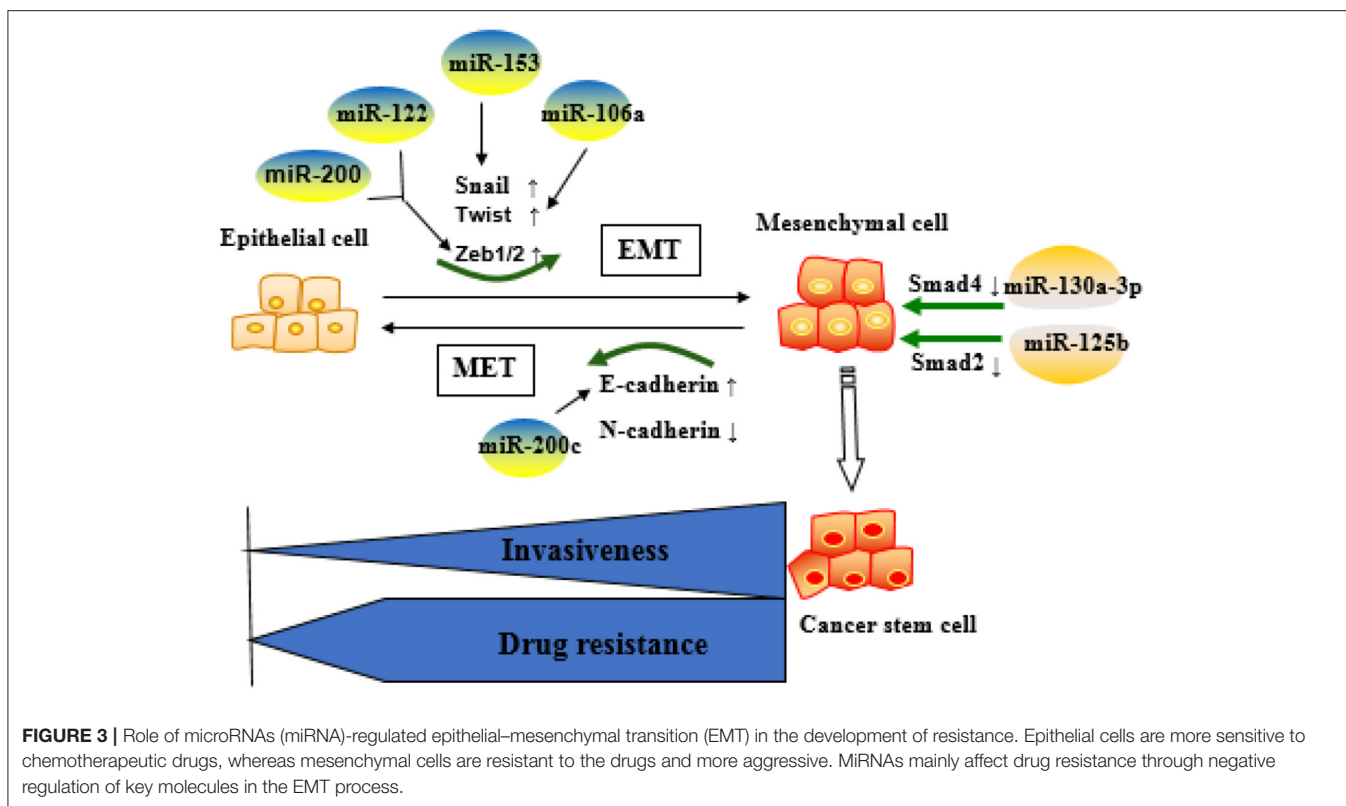 miR-153
miR-122
miR-106a
miR-200
Snail ↑
Twist ↑
Zeb1/2 ↑
Epithelial cell
EMT
Mesenchymal cell
Smad4 ↓
miR-130a-3p
miR-125b
Smad2 ↓
MET
E-cadherin ↑
N-cadherin ↓
miR-200c
Invasiveness
Drug resistance
Cancer stem cell
FIGURE 3 | Role of microRNAs (miRNA)-regulated epithelial–mesenchymal transition (EMT) in the development of resistance. Epithelial cells are more sensitive to
chemotherapeutic drugs, whereas mesenchymal cells are resistant to the drugs and more aggressive. MiRNAs mainly affect drug resistance through negative
regulation of key molecules in the EMT process.